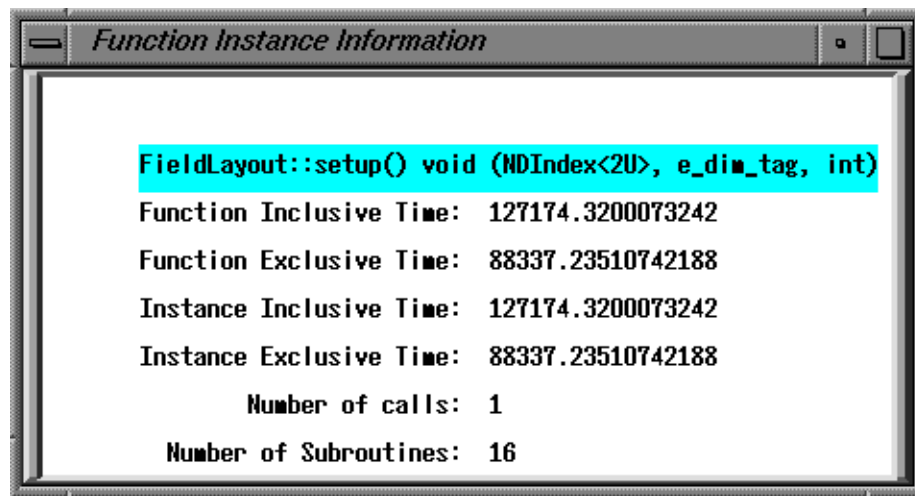 Function Instance Information
FieldLayout::setup() void (NDIndex<2U>, e_dim_tag, int)
Function Inclusive Time: 127174.3200073242
Function Exclusive Time: 88337.23510742188
Instance Inclusive Time: 127174.3200073242
Instance Exclusive Time: 88337.23510742188
Number of calls: 1
Number of Subroutines: 16